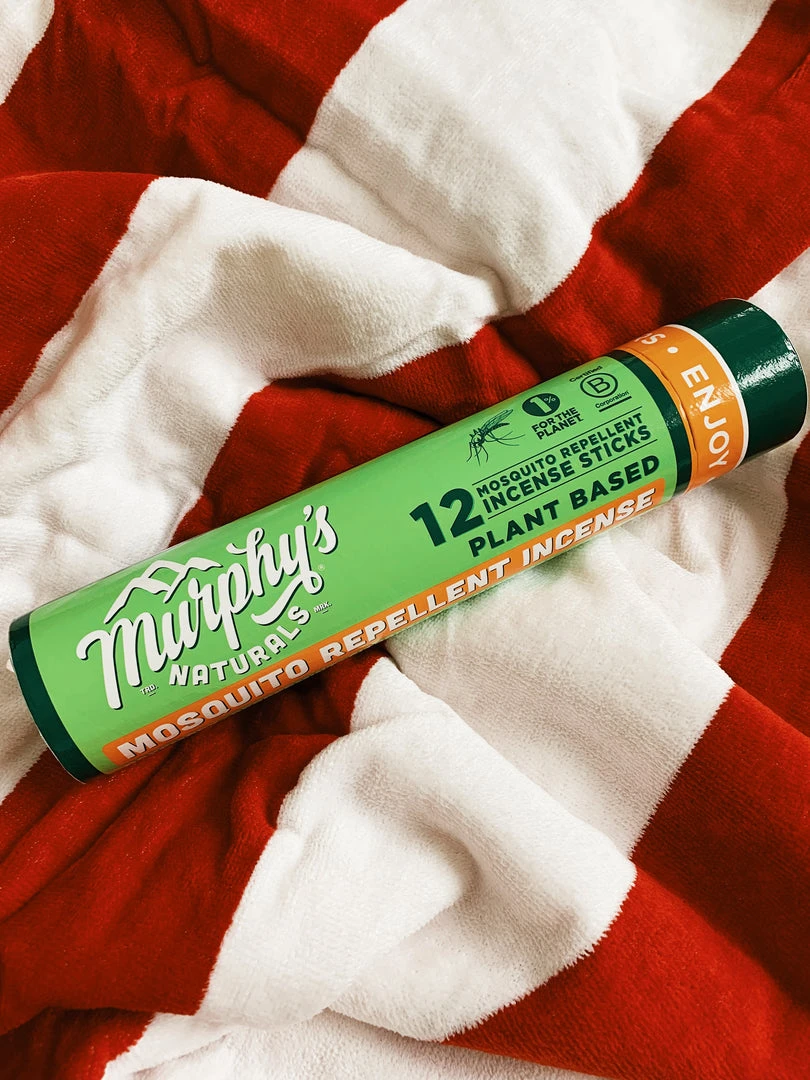 Murphy's
NATURALS
TRD. MRK.
®
MOSQUITO REPELLENT INCENSE
1%
FOR THE
PLANET
Certified
B
Corporation
12 MOSQUITO REPELLENT
INCENSE STICKS
PLANT BASED
S • ENJOY